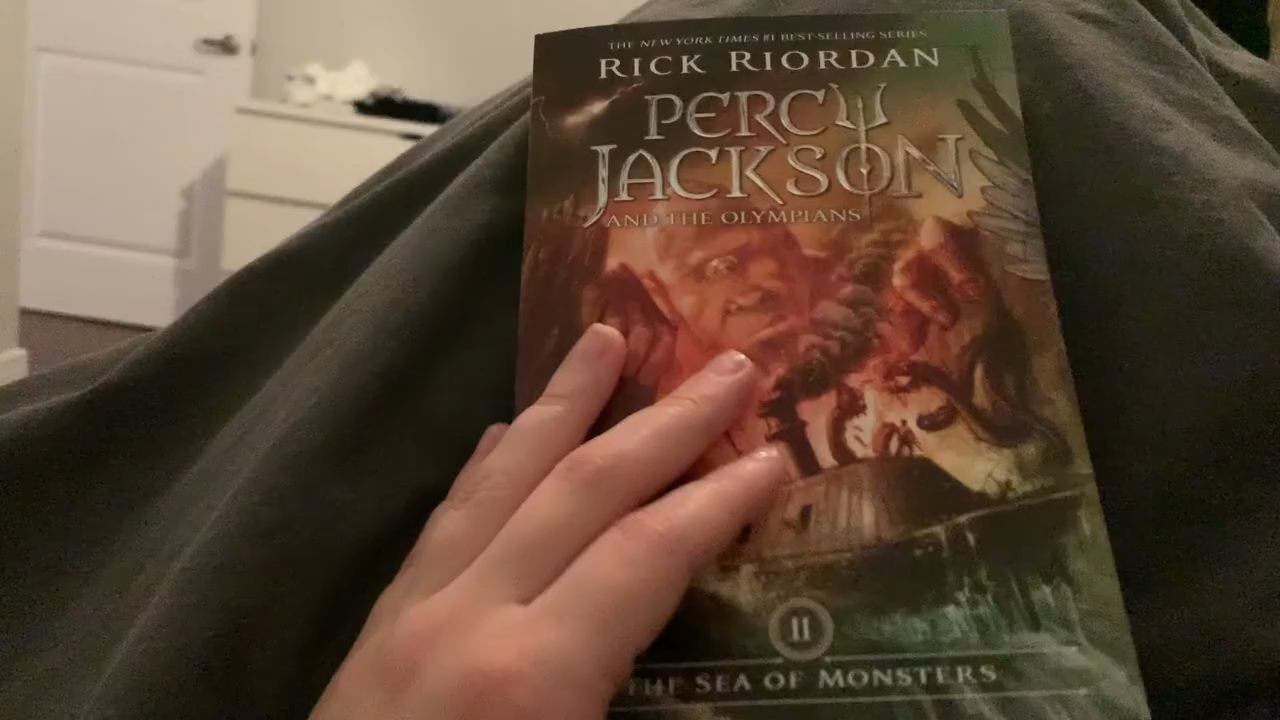 THE NEW YORK TIMES #1 BEST-SELLING SERIES
RICK RIORDAN
PERCY
JACKSON
AND THE OLYMPIANS
II
THE SEA OF MONSTERS